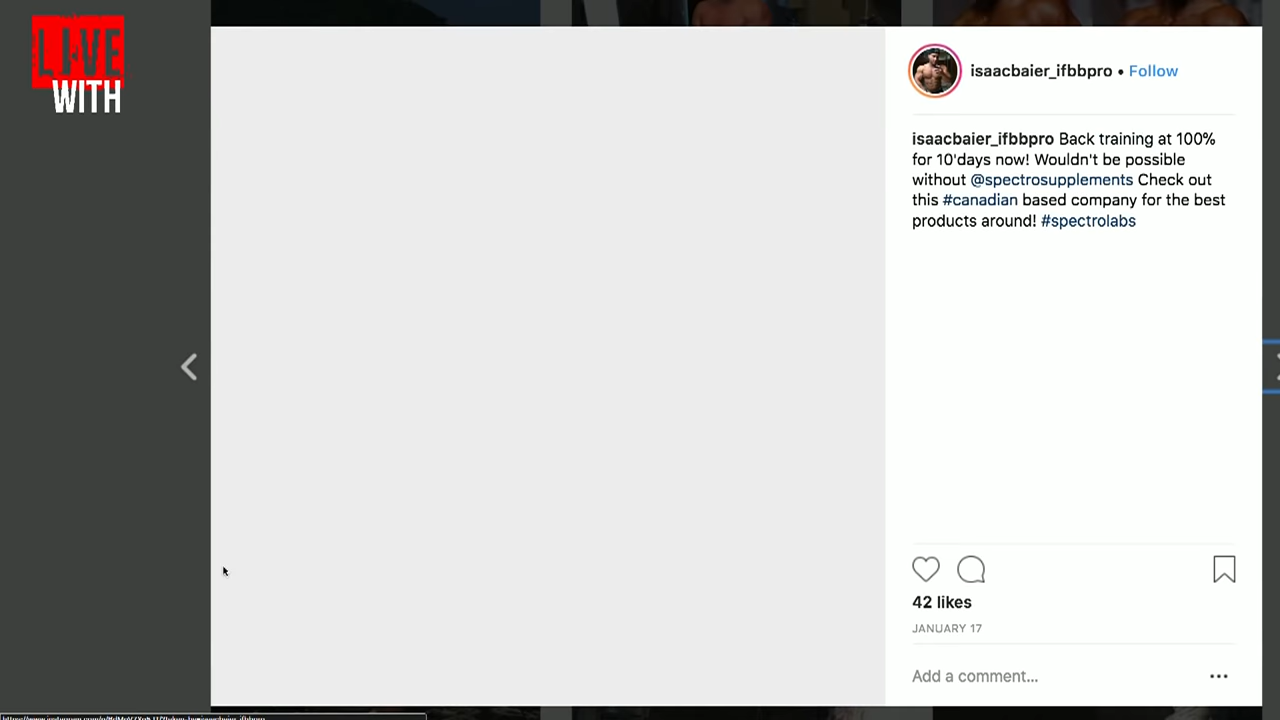 LIVE
WITH
isaacbaier_ifbbpro • Follow
isaacbaier_ifbbpro Back training at 100%
for 10'days now! Wouldn't be possible
without @spectrosupplements Check out
this #canadian based company for the best
products around! #spectrolabs
42 likes
JANUARY 17
Add a comment...